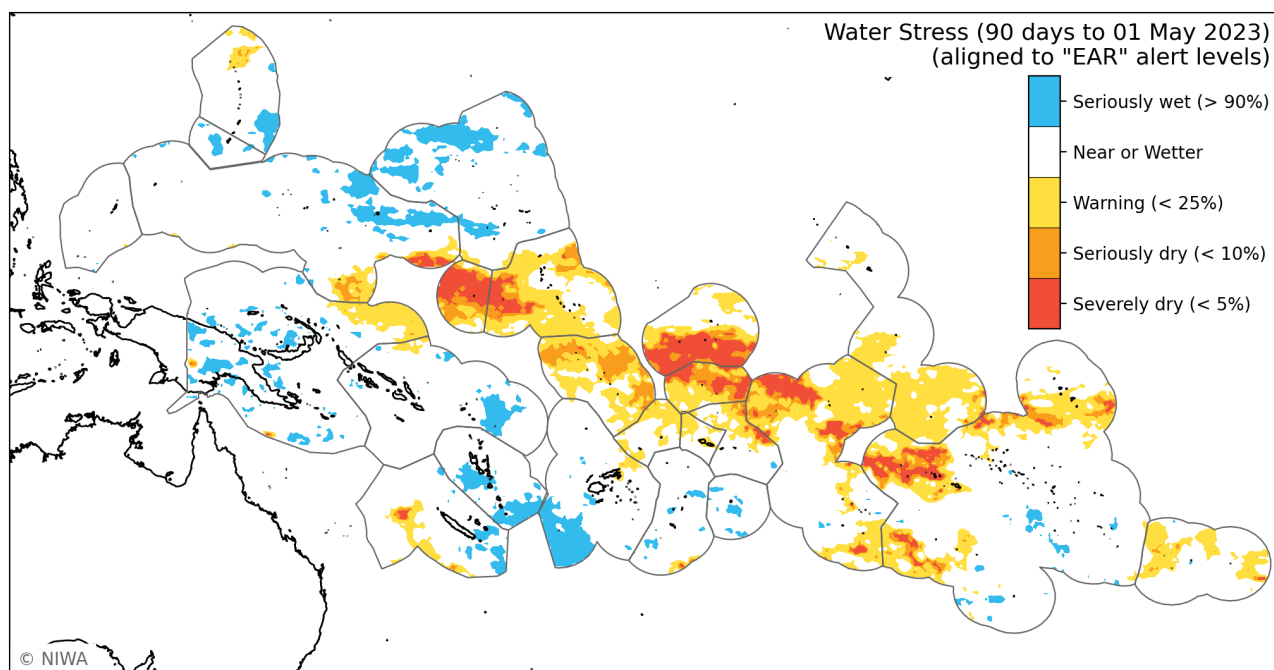 Water Stress (90 days to 01 May 2023)
(aligned to "EAR" alert levels)
Seriously wet (> 90%)
Near or Wetter
Warning (< 25%)
Seriously dry (< 10%)
Severely dry (< 5%)
© NIWA